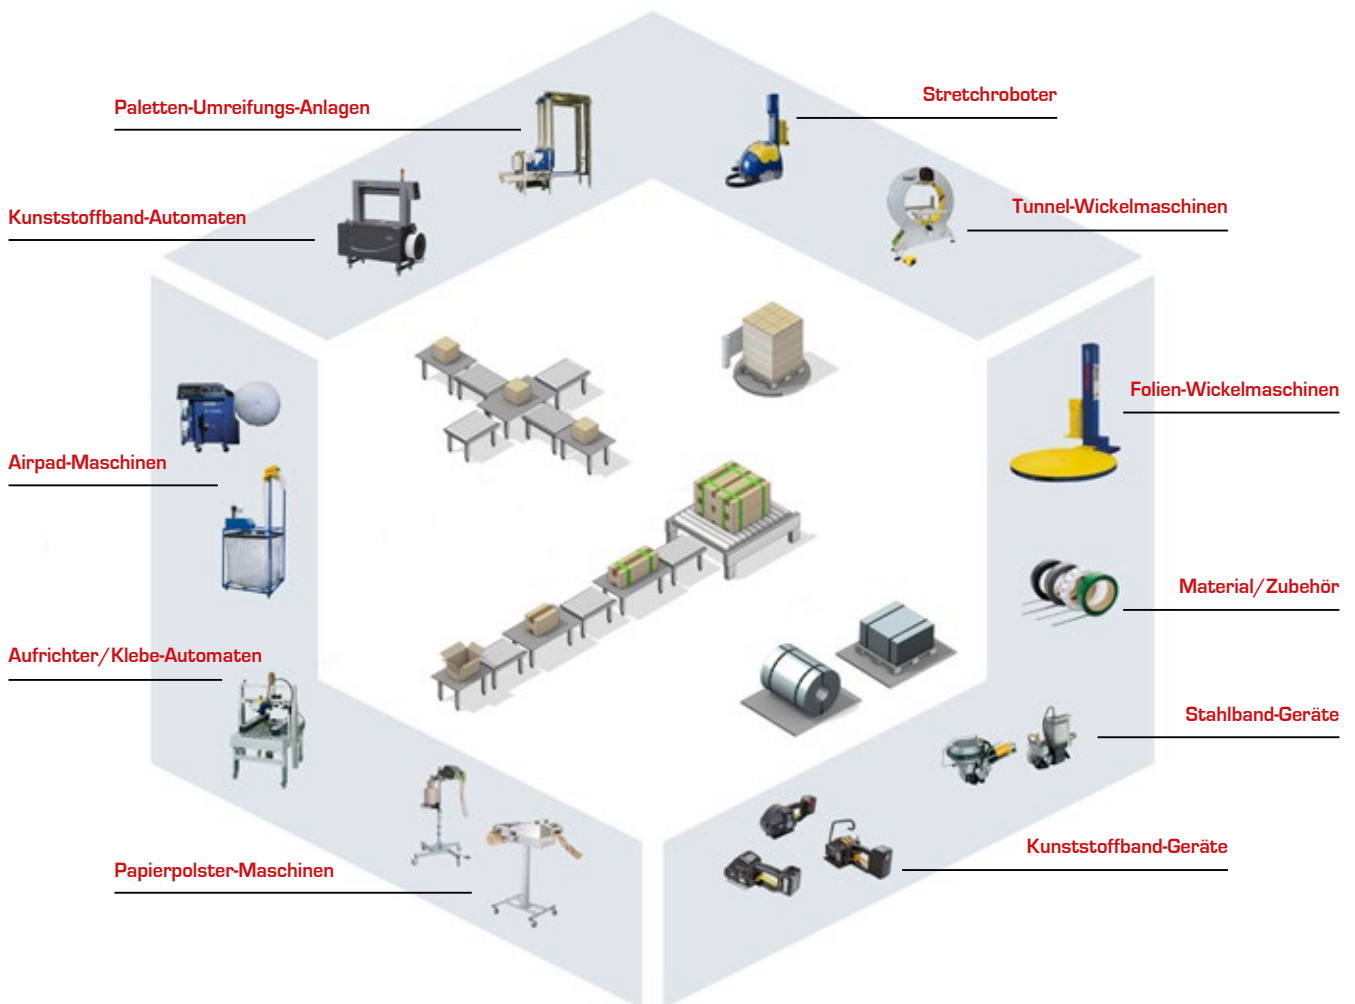 Paletten-Umreifungs-Anlagen
Stretchroboter
Kunststoffband-Automaten
Tunnel-Wickelmaschinen
Folien-Wickelmaschinen
Airpad-Maschinen
Material/Zubehör
Aufrichter/Klebe-Automaten
Stahlband-Geräte
Kunststoffband-Geräte
Papierpolster-Maschinen